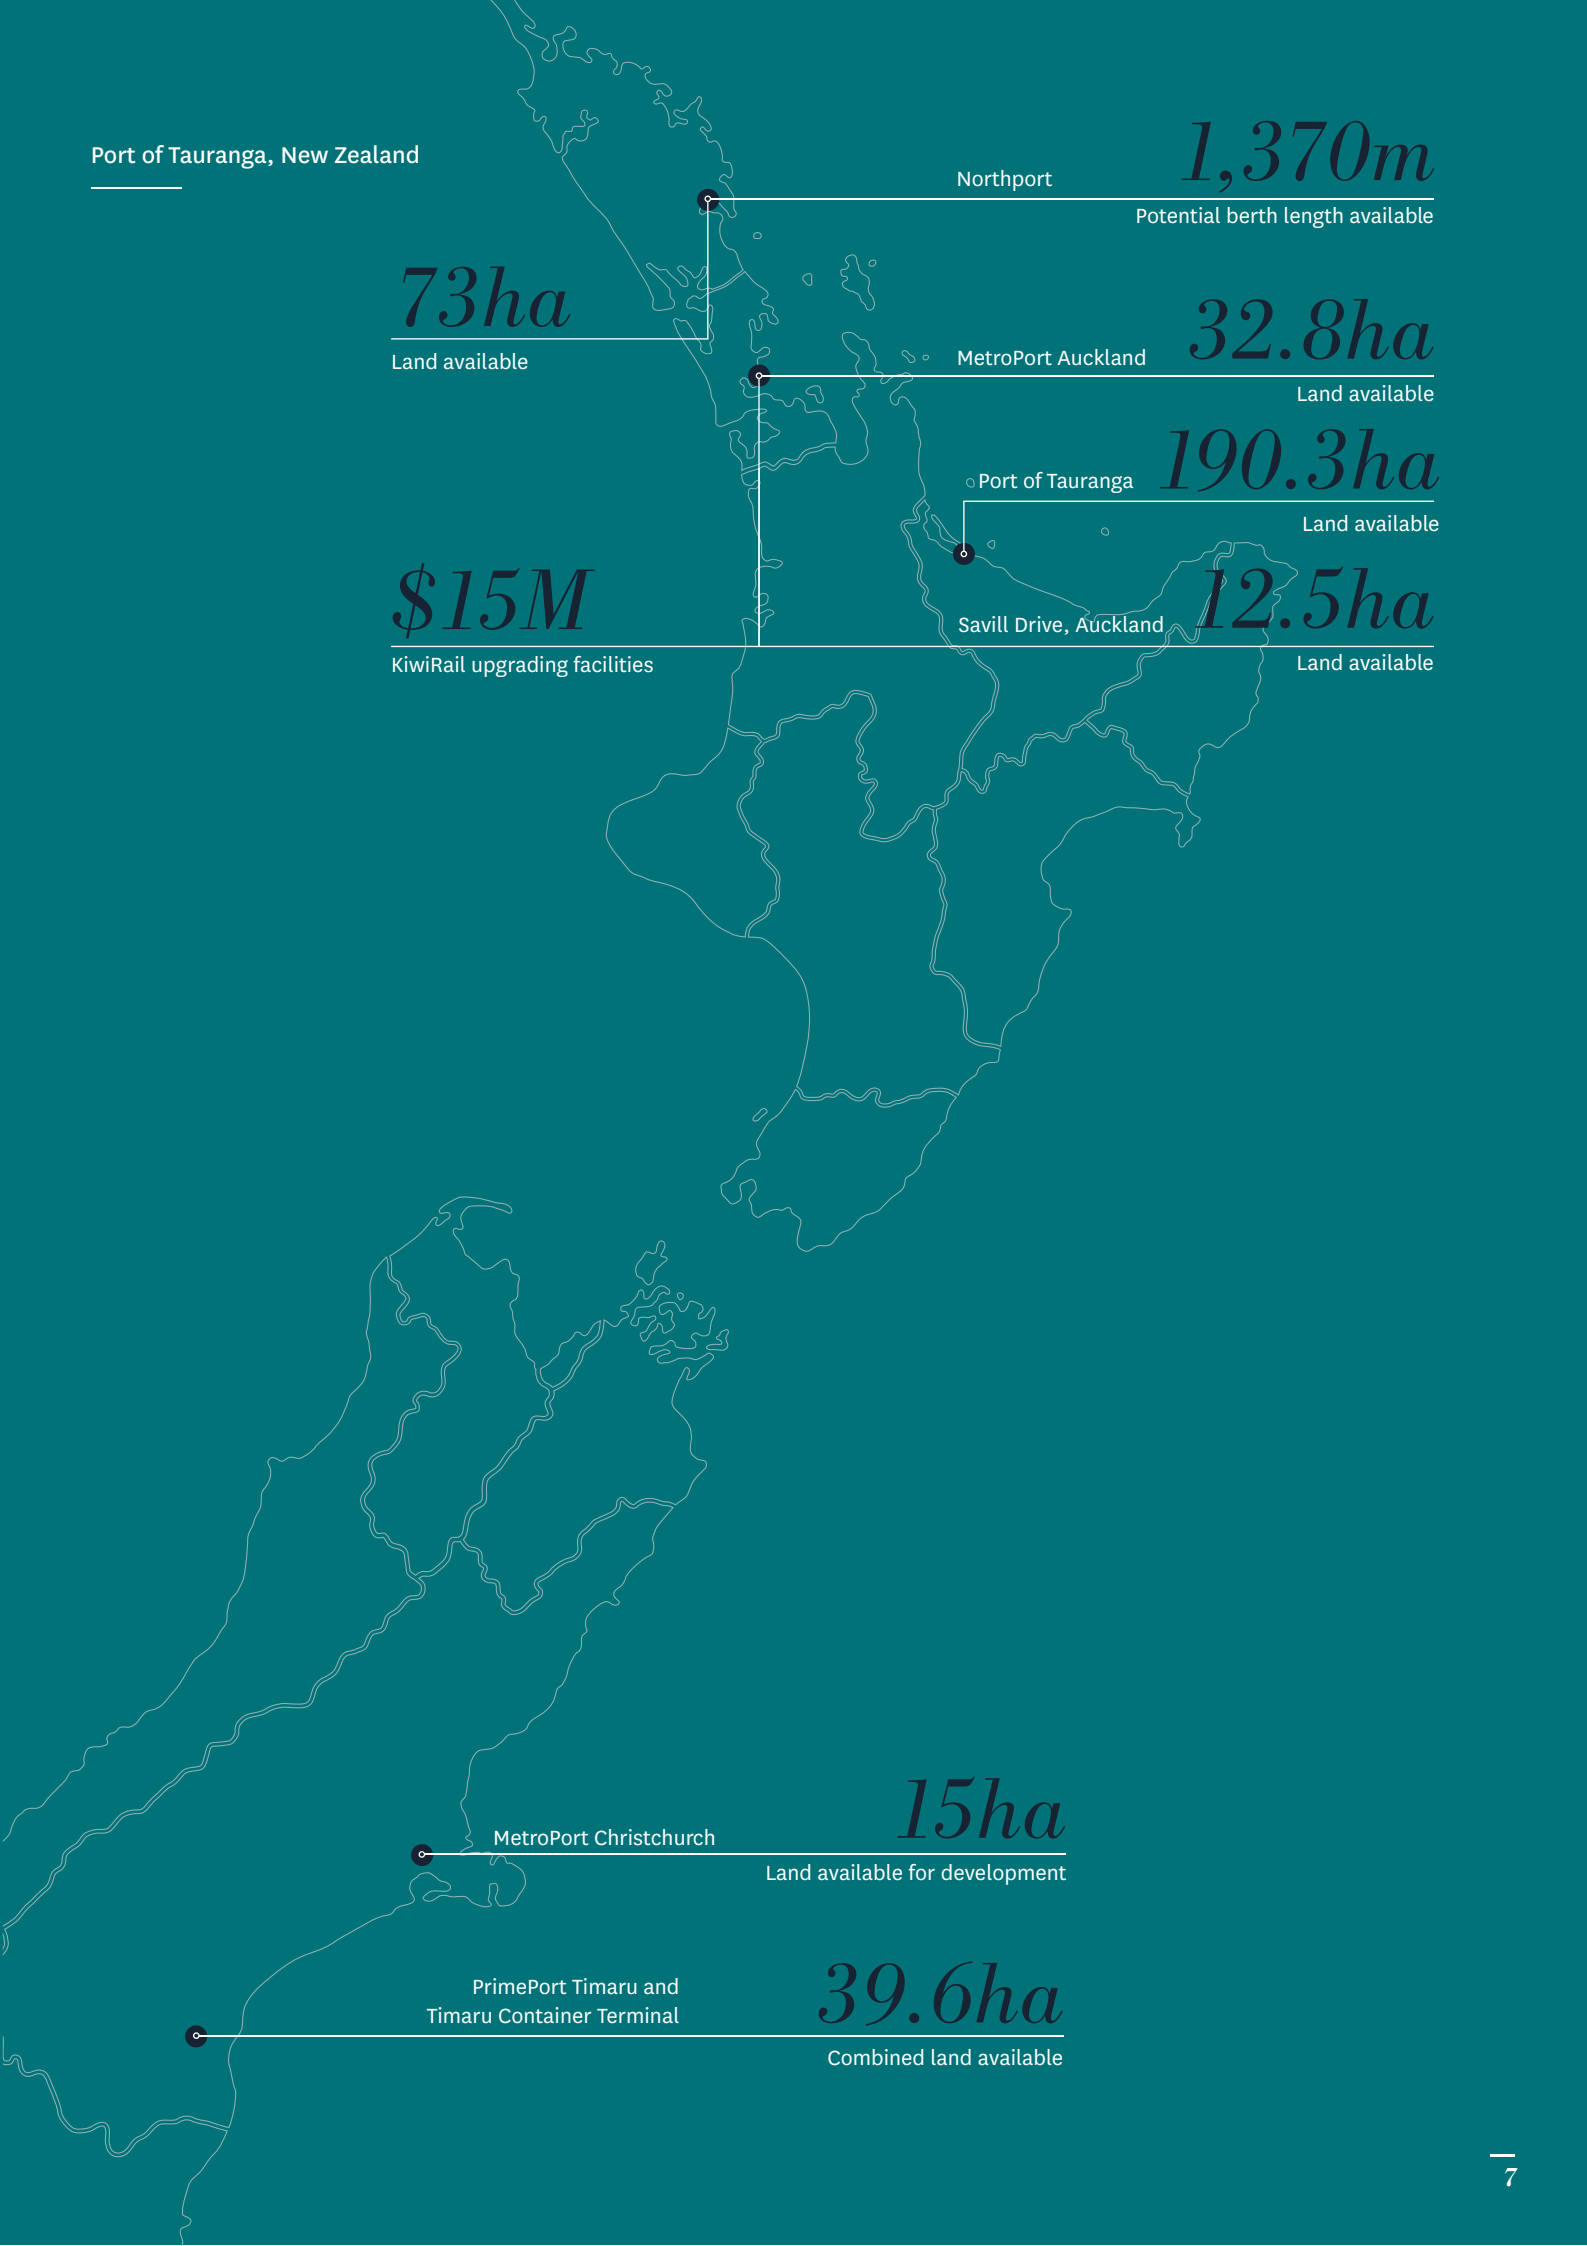 Port of Tauranga, New Zealand
Northport
1,370m
Potential berth length available
73ha
Land available
MetroPort Auckland
32.8ha
Land available
Port of Tauranga
190.3ha
Land available
$15M
KiwiRail upgrading facilities
Savill Drive, Auckland
12.5ha
Land available
MetroPort Christchurch
15ha
Land available for development
PrimePort Timaru and
Timaru Container Terminal
39.6ha
Combined land available
7